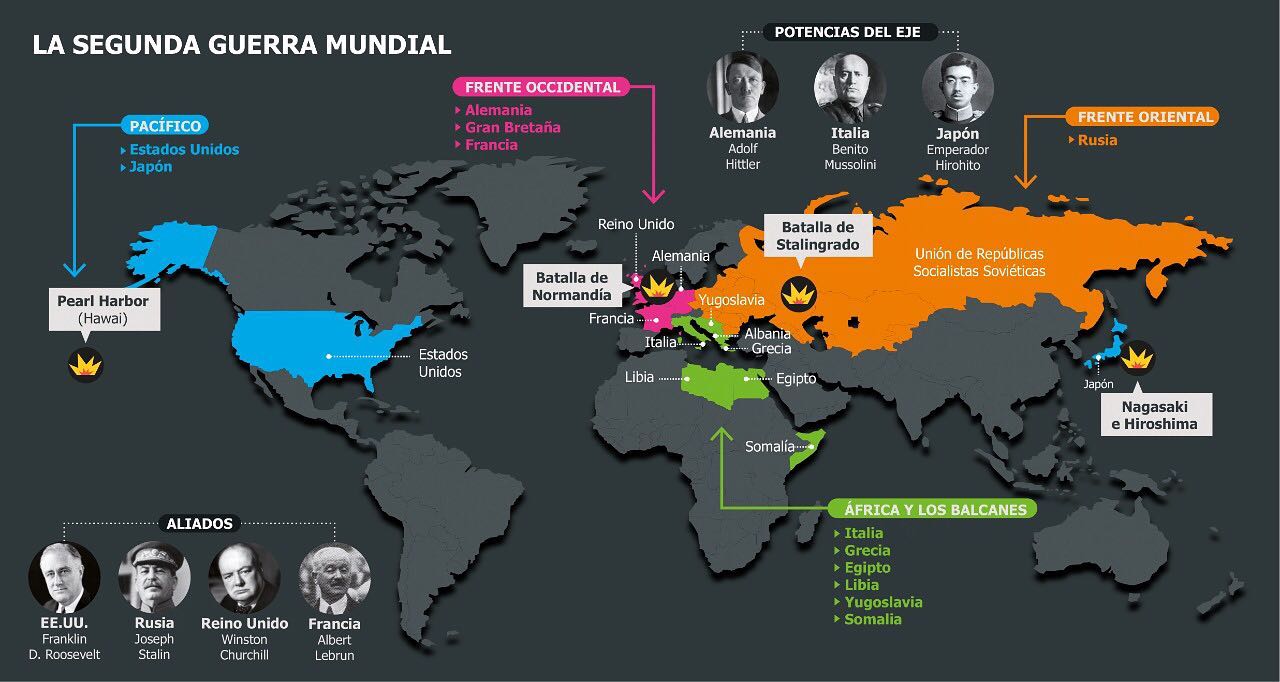 LA SEGUNDA GUERRA MUNDIAL
POTENCIAS DEL EJE
Alemania
Adolf
Hittler
Italia
Benito
Mussolini
Japón
Emperador
Hirohito
FRENTE OCCIDENTAL
Alemania
Gran Bretaña
Francia
PACÍFICO
Estados Unidos
Japón
FRENTE ORIENTAL
Rusia
Reino Unido
Alemania
Batalla de
Stalingrado
Unión de Repúblicas
Socialistas Soviéticas
Batalla de
Normandía
Pearl Harbor
(Hawai)
Yugoslavia
Francia
Albania
Italia
Grecia
Estados
Unidos
Libia
Egipto
Japón
Nagasaki
e Hiroshima
Somalía
ÁFRICA Y LOS BALCANES
Italia
Grecia
Egipto
Libia
Yugoslavia
Somalia
ALIADOS
EE.UU.
Franklin
D. Roosevelt
Rusia
Joseph
Stalin
Reino Unido
Winston
Churchill
Francia
Albert
Lebrun